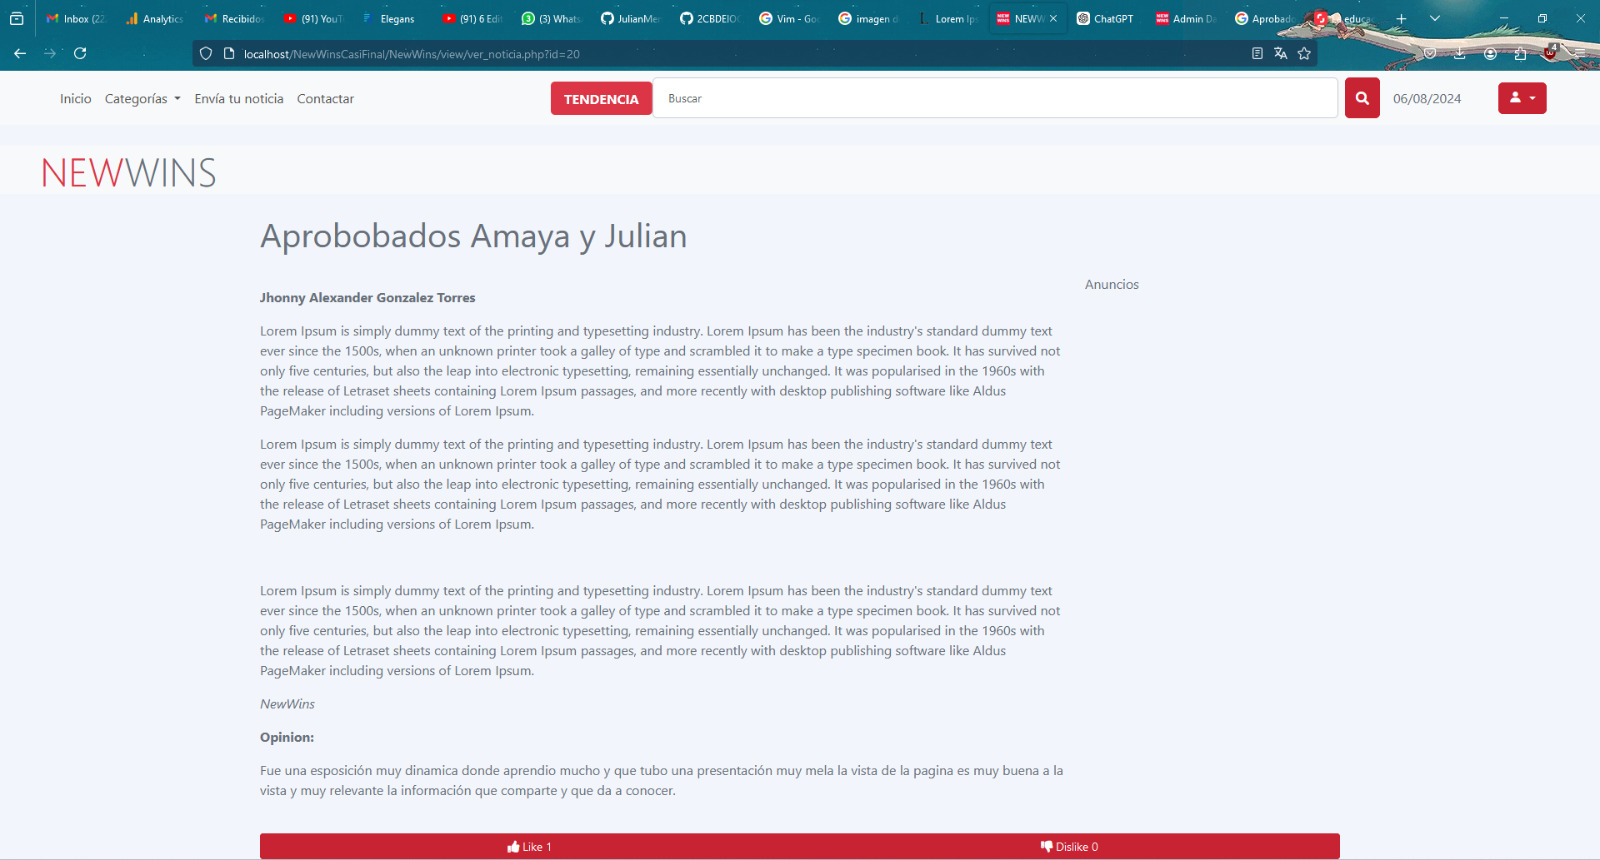 Inbox (22
Analytics
Recibidos
(91) YouT
Elegans
(91) 6 Edit
(3) Whats
JulianMer
2CBDEIO
Vim - Goo
imagen d
Lorem Ips
NEWW
ChatGPT
Admin Da
Aprobado
educa
localhost/NewWinsCasiFinal/NewWins/view/ver_noticia.php?id=20
4
Inicio Categorías Envía tu noticia Contactar TENDENCIA Buscar 06/08/2024
NEWWINS
Aprobobados Amaya y Julian
Anuncios
Jhonny Alexander Gonzalez Torres
Lorem Ipsum is simply dummy text of the printing and typesetting industry. Lorem Ipsum has been the industry's standard dummy text
ever since the 1500s, when an unknown printer took a galley of type and scrambled it to make a type specimen book. It has survived not
only five centuries, but also the leap into electronic typesetting, remaining essentially unchanged. It was popularised in the 1960s with
the release of Letraset sheets containing Lorem Ipsum passages, and more recently with desktop publishing software like Aldus
PageMaker including versions of Lorem Ipsum.
Lorem Ipsum is simply dummy text of the printing and typesetting industry. Lorem Ipsum has been the industry's standard dummy text
ever since the 1500s, when an unknown printer took a galley of type and scrambled it to make a type specimen book. It has survived not
only five centuries, but also the leap into electronic typesetting, remaining essentially unchanged. It was popularised in the 1960s with
the release of Letraset sheets containing Lorem Ipsum passages, and more recently with desktop publishing software like Aldus
PageMaker including versions of Lorem Ipsum.
Lorem Ipsum is simply dummy text of the printing and typesetting industry. Lorem Ipsum has been the industry's standard dummy text
ever since the 1500s, when an unknown printer took a galley of type and scrambled it to make a type specimen book. It has survived not
only five centuries, but also the leap into electronic typesetting, remaining essentially unchanged. It was popularised in the 1960s with
the release of Letraset sheets containing Lorem Ipsum passages, and more recently with desktop publishing software like Aldus
PageMaker including versions of Lorem Ipsum.
NewWins
Opinion:
Fue una esposición muy dinamica donde aprendio mucho y que tubo una presentación muy mela la vista de la pagina es muy buena a la
vista y muy relevante la información que comparte y que da a conocer.
Like 1
Dislike 0